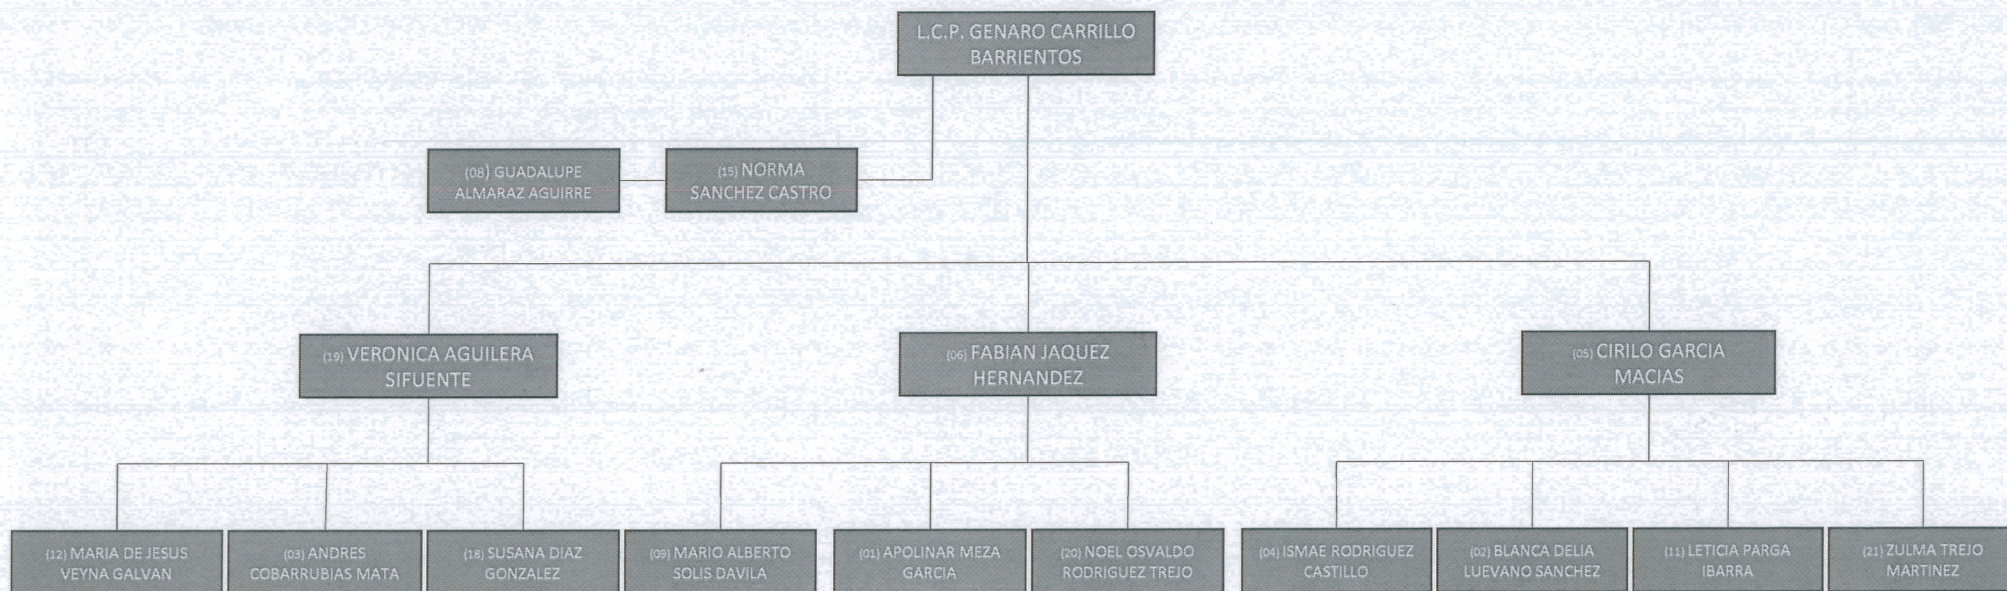 L.C.P. GENARO CARRILLO
BARRIENTOS
(08) GUADALUPE
ALMARAZ AGUIRRE
(15) NORMA
SANCHEZ CASTRO
(19) VERONICA AGUILERA
SIFUENTE
(06) FABIAN JAQUEZ
HERNANDEZ
(05) CIRILO GARCIA
MACIAS
(12) MARIA DE JESUS
VEYNA GALVAN
(03) ANDRES
COBARRUBIAS MATA
(18) SUSANA DIAZ
GONZALEZ
(09) MARIO ALBERTO
SOLIS DAVILA
(01) APOLINAR MEZA
GARCIA
(20) NOEL OSVALDO
RODRIGUEZ TREJO
(04) ISMAE RODRIGUEZ
CASTILLO
(02) BLANCA DELIA
LUEVANO SANCHEZ
(11) LETICIA PARGA
IBARRA
(21) ZULMA TREJO
MARTINEZ